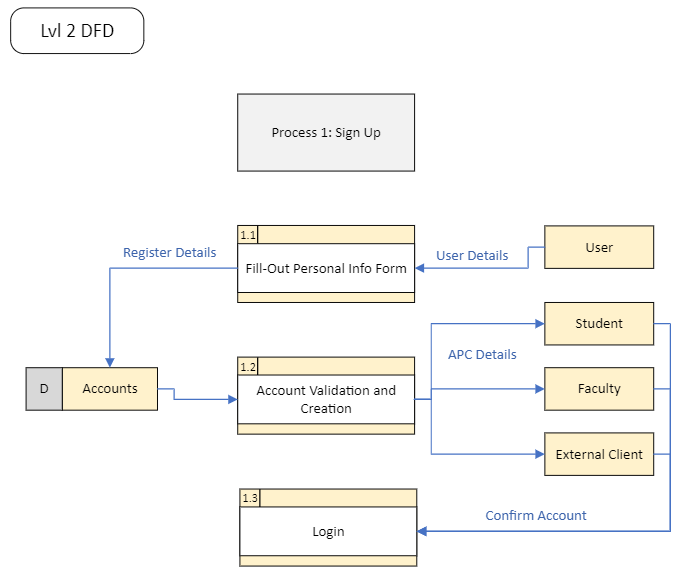 Lvl 2 DFD
Process 1: Sign Up
1.1
Fill-Out Personal Info Form
Register Details
User Details
User
Student
APC Details
D
Accounts
1.2
Account Validation and
Creation
Faculty
External Client
1.3
Login
Confirm Account